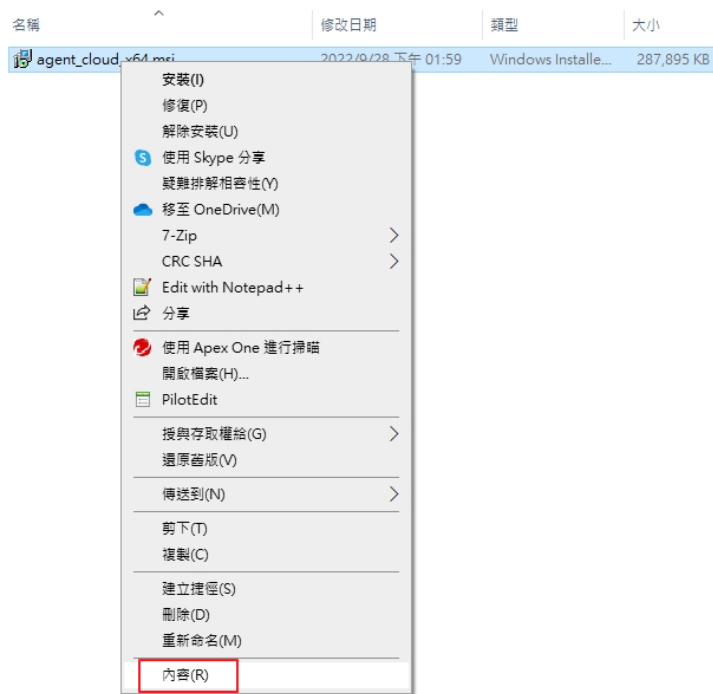 名稱 修改日期 類型 大小
agent_cloud_x64.msi 2022/9/28 下午 01:59 Windows Installe... 287,895 KB
安裝(I)
修復(P)
解除安裝(U)
使用 Skype 分享
疑難排解相容性(Y)
移至 OneDrive(M)
7-Zip
CRC SHA
Edit with Notepad++
分享
使用 Apex One 進行掃瞄
開啟檔案(H)...
PilotEdit
授與存取權給(G)
還原舊版(V)
傳送到(N)
剪下(T)
複製(C)
建立捷徑(S)
刪除(D)
重新命名(M)
內容(R)